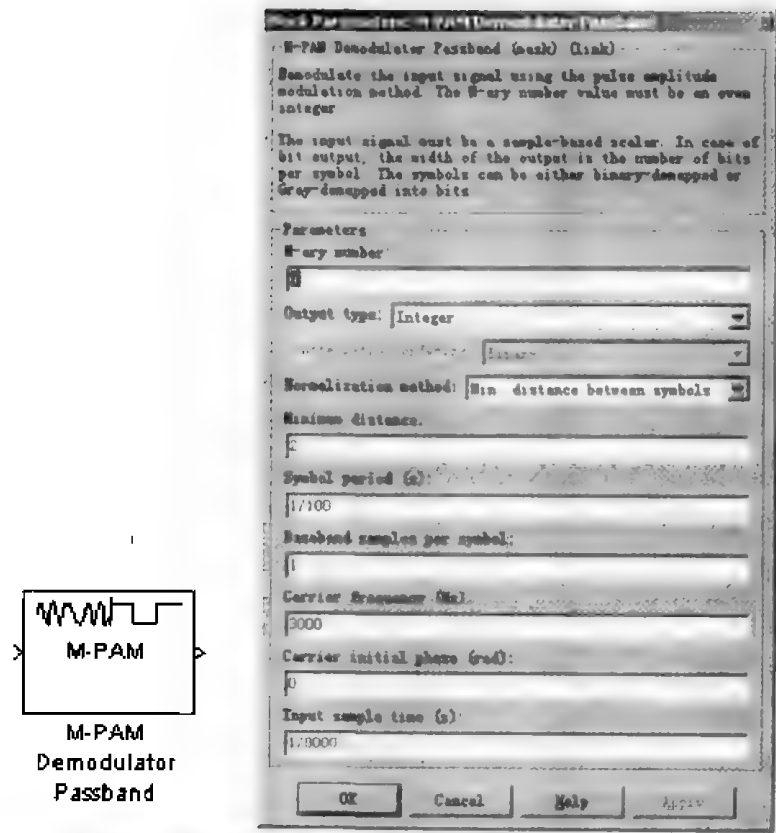 M-PAM Demodulator Passband (mask) (link)
Demodulate the input signal using the pulse amplitude
modulation method. The M-ary number value must be an even
integer
The input signal must be a sample-based scalar. In case of
bit output, the width of the output is the number of bits
per symbol. The symbols can be either binary-demapped or
Gray-demapped into bits
Parameters
M-ary number
Output type: Integer
Binary
Normalization method: Min distance between symbols
Minimum distance.
2
Symbol period (s):
1/100
Baseband samples per symbol:
1
Carrier frequency (Hz)
3000
Carrier initial phase (rad):
0
Input sample time (s):
1/8000
OK Cancel Help Apply
M-PAM
M-PAM
Demodulator
Passband